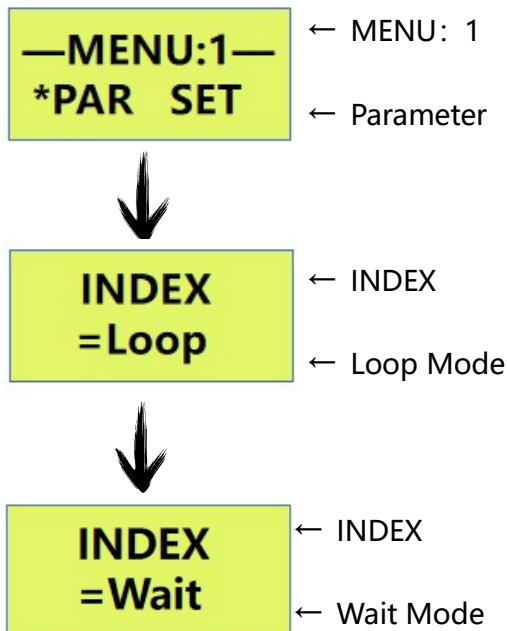 —MENU:1—
← MENU: 1
*PAR SET
← Parameter
INDEX
← INDEX
=Loop
← Loop Mode
INDEX
← INDEX
=Wait
← Wait Mode